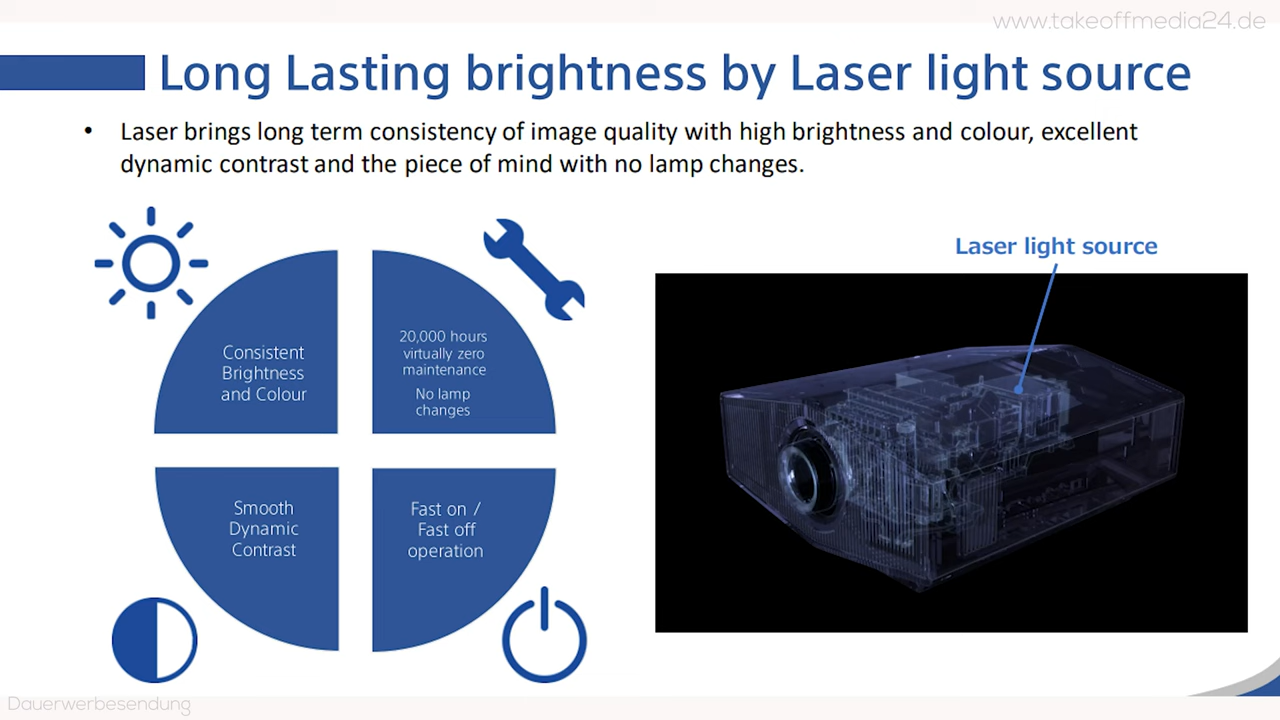 www.takeoffmedia24.de
Long Lasting brightness by Laser light source
• Laser brings long term consistency of image quality with high brightness and colour, excellent
dynamic contrast and the piece of mind with no lamp changes.
Laser light source
Consistent
Brightness
and Colour
20,000 hours
virtually zero
maintenance
No lamp
changes
Smooth
Dynamic
Contrast
Fast on /
Fast off
operation
Dauerwerbesendung